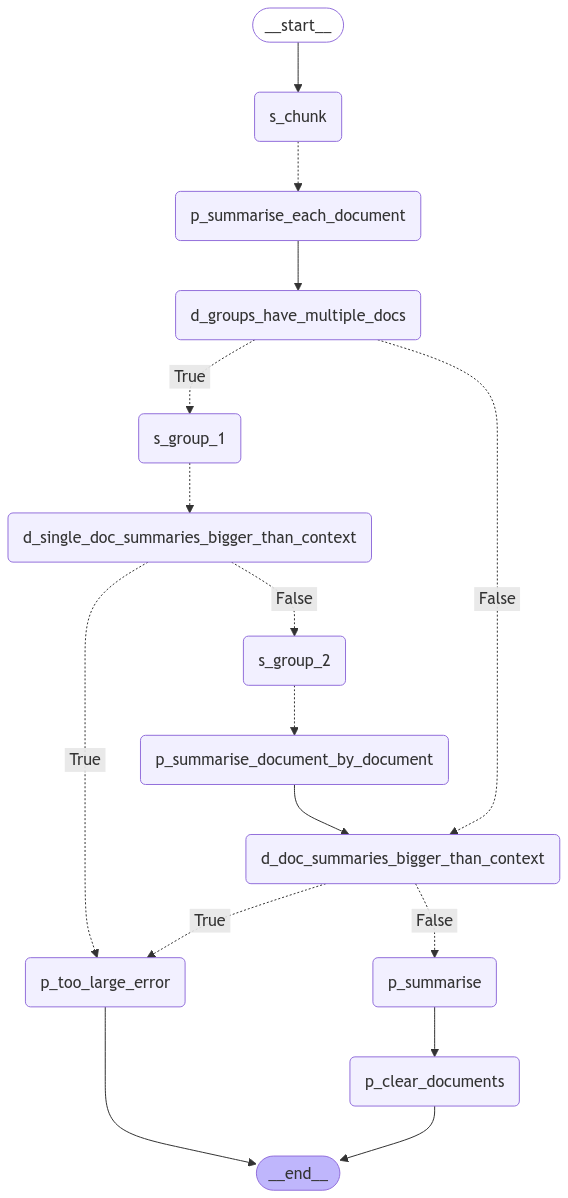 __start__
s_chunk
p_summarise_each_document
d_groups_have_multiple_docs
True
s_group_1
d_single_doc_summaries_bigger_than_context
False
False
s_group_2
True
p_summarise_document_by_document
d_doc_summaries_bigger_than_context
True
False
p_too_large_error
p_summarise
p_clear_documents
__end__